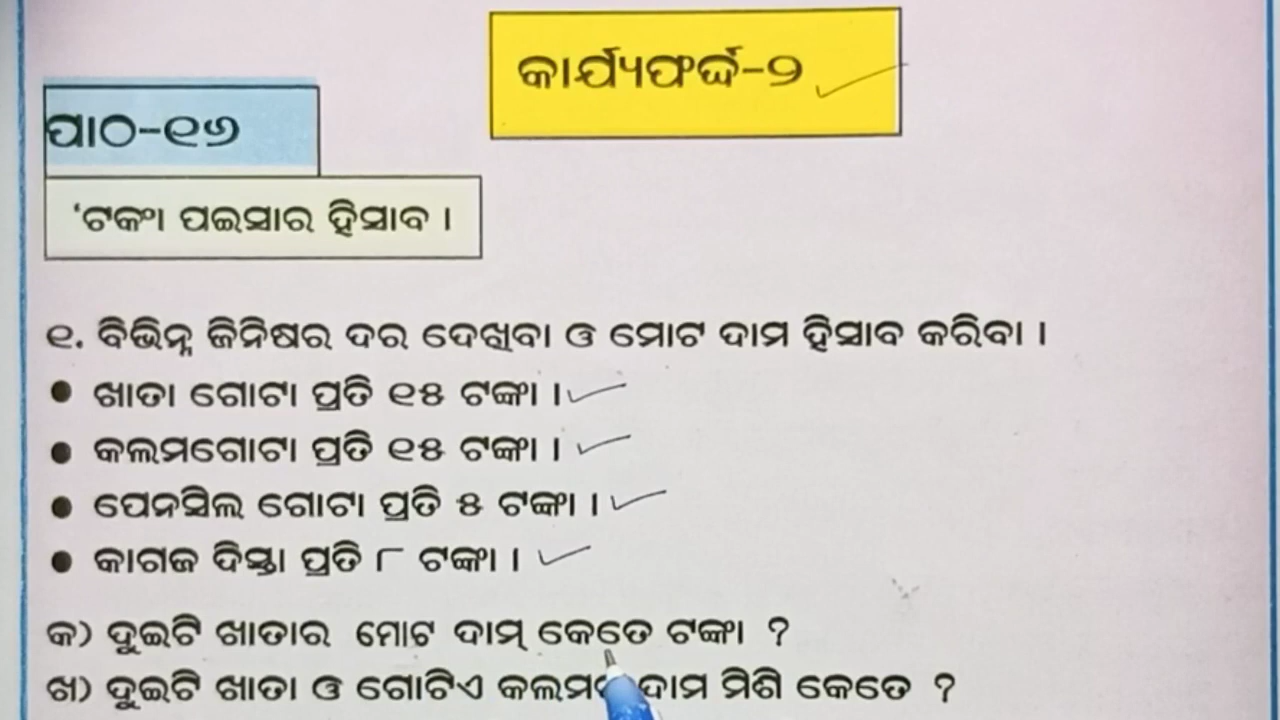 କାର୍ଯ୍ୟଫର୍ଦ୍ଦ-୨
ପାଠ-୧୬
'ଟଙ୍କା ପଇସାର ହିସାବ ।
୧. ବିଭିନ୍ନ ଜିନିଷର ଦର ଦେଖିବା ଓ ମୋଟ ଦାମ ହିସାବ କରିବା ।
● ଖାତା ଗୋଟା ପ୍ରତି ୧୫ ଟଙ୍କା ।
● କଲମଗୋଟା ପ୍ରତି ୧୫ ଟଙ୍କା ।
● ପେନସିଲ ଗୋଟା ପ୍ରତି ୫ ଟଙ୍କା ।
● କାଗଜ ଦିସ୍ତା ପ୍ରତି ୮ ଟଙ୍କା ।
କ) ଦୁଇଟି ଖାତାର ମୋଟ ଦାମ୍ କେତେ ଟଙ୍କା ?
ଖ) ଦୁଇଟି ଖାତା ଓ ଗୋଟିଏ ଦାମ ମିଶି କେତେ ?